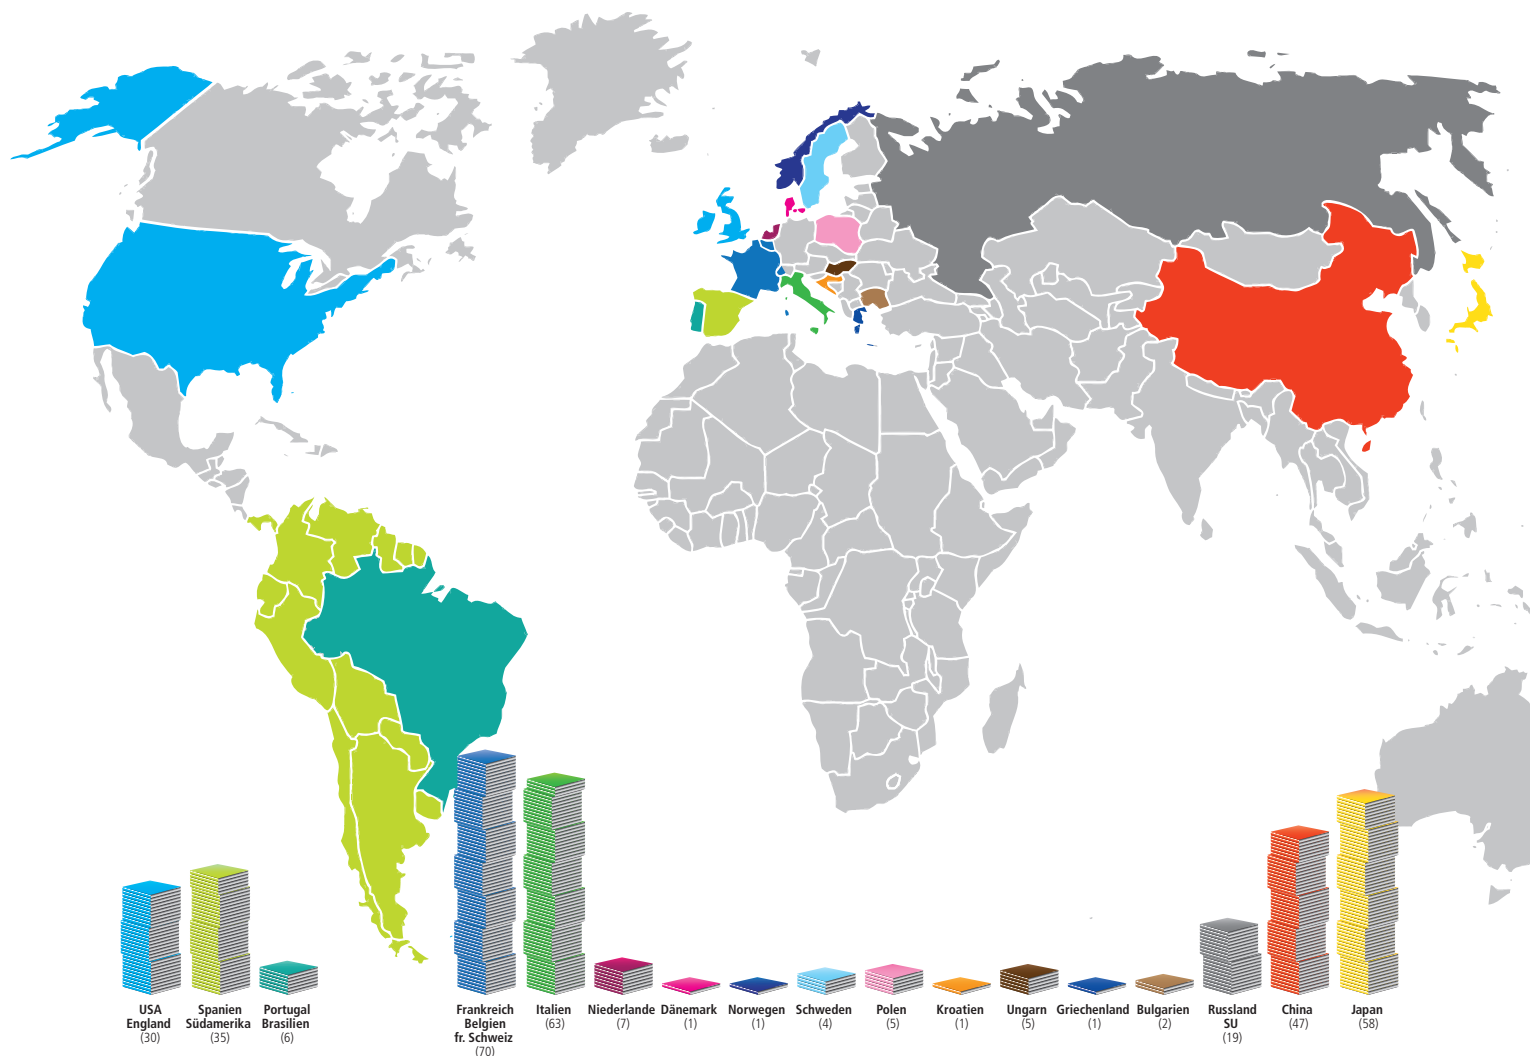 USA
England
(30)
Spanien
Südamerika
(35)
Portugal
Brasilien
(6)
Frankreich
Belgien
fr. Schweiz
(70)
Italien
(63)
Niederlande
(7)
Dänemark
(1)
Norwegen
(1)
Schweden
(4)
Polen
(5)
Kroatien
(1)
Ungarn
(5)
Griechenland
(1)
Bulgarien
(2)
Russland
SU
(19)
China
(47)
Japan
(58)